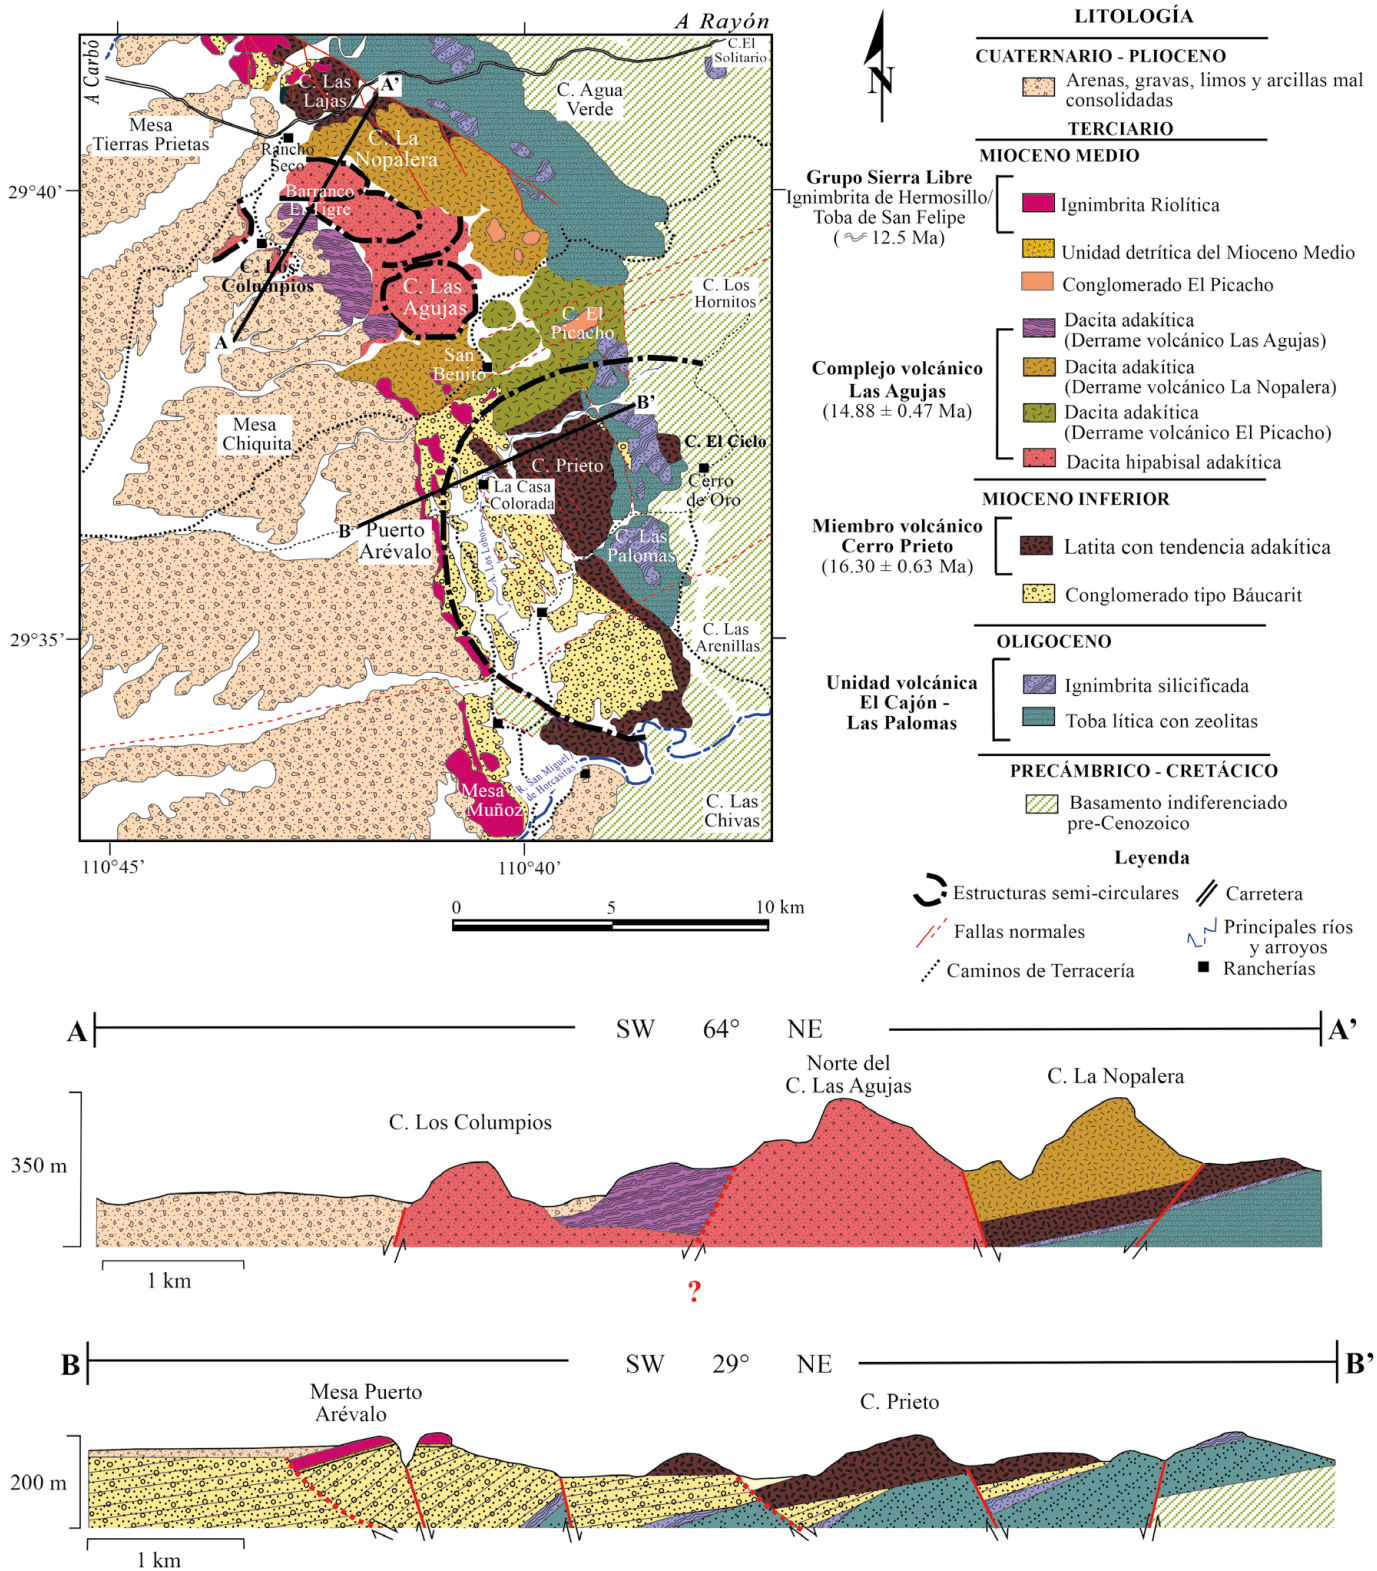 A Rayón
A Carbó
C.El
Solitario
C. Las
Lajas
A'
C. Agua
Verde
Mesa
Tierras Prietas
C. La
Nopalera
Rancho
Seco
29°40'
Barranco
El Tigre
C. Los
Columpios
C. Las
Agujas
C. Los
Hornitos
C. El
Picacho
A
San
Benito
B'
Mesa
Chiquita
C. El Cielo
C. Prieto
Cerro
de Oro
La Casa
Colorada
B
Puerto
Arévalo
C. Las
Palomas
A. Las Lobos
29°35'
C. Las
Arenillas
R. San Miguel
de Horcasitas
Mesa
Muñoz
C. Las
Chivas
110°45'
110°40'
0
5
10 km
N
LITOLOGÍA
CUATERNARIO - PLIOCENO
Arenas, gravas, limos y arcillas mal
consolidadas
TERCIARIO
MIOCENO MEDIO
Grupo Sierra Libre
Ignimbrita de Hermosillo/
Toba de San Felipe
( ≈ 12.5 Ma)
Ignimbrita Riolítica
Unidad detrítica del Mioceno Medio
Conglomerado El Picacho
Complejo volcánico
Las Agujas
(14.88 ± 0.47 Ma)
Dacita adakítica
(Derrame volcánico Las Agujas)
Dacita adakítica
(Derrame volcánico La Nopalera)
Dacita adakítica
(Derrame volcánico El Picacho)
Dacita hipabisal adakítica
MIOCENO INFERIOR
Miembro volcánico
Cerro Prieto
(16.30 ± 0.63 Ma)
Latita con tendencia adakítica
Conglomerado tipo Báucarit
OLIGOCENO
Unidad volcánica
El Cajón -
Las Palomas
Ignimbrita silicificada
Toba lítica con zeolitas
PRECÁMBRICO - CRETÁCICO
Basamento indiferenciado
pre-Cenozoico
Leyenda
Estructuras semi-circulares
Carretera
Fallas normales
Principales ríos
y arroyos
Caminos de Terracería
Rancherías
A
SW 64° NE
A'
Norte del
C. Las Agujas
C. La Nopalera
C. Los Columpios
350 m
1 km
?
B
SW 29° NE
B'
Mesa Puerto
Arévalo
C. Prieto
200 m
1 km